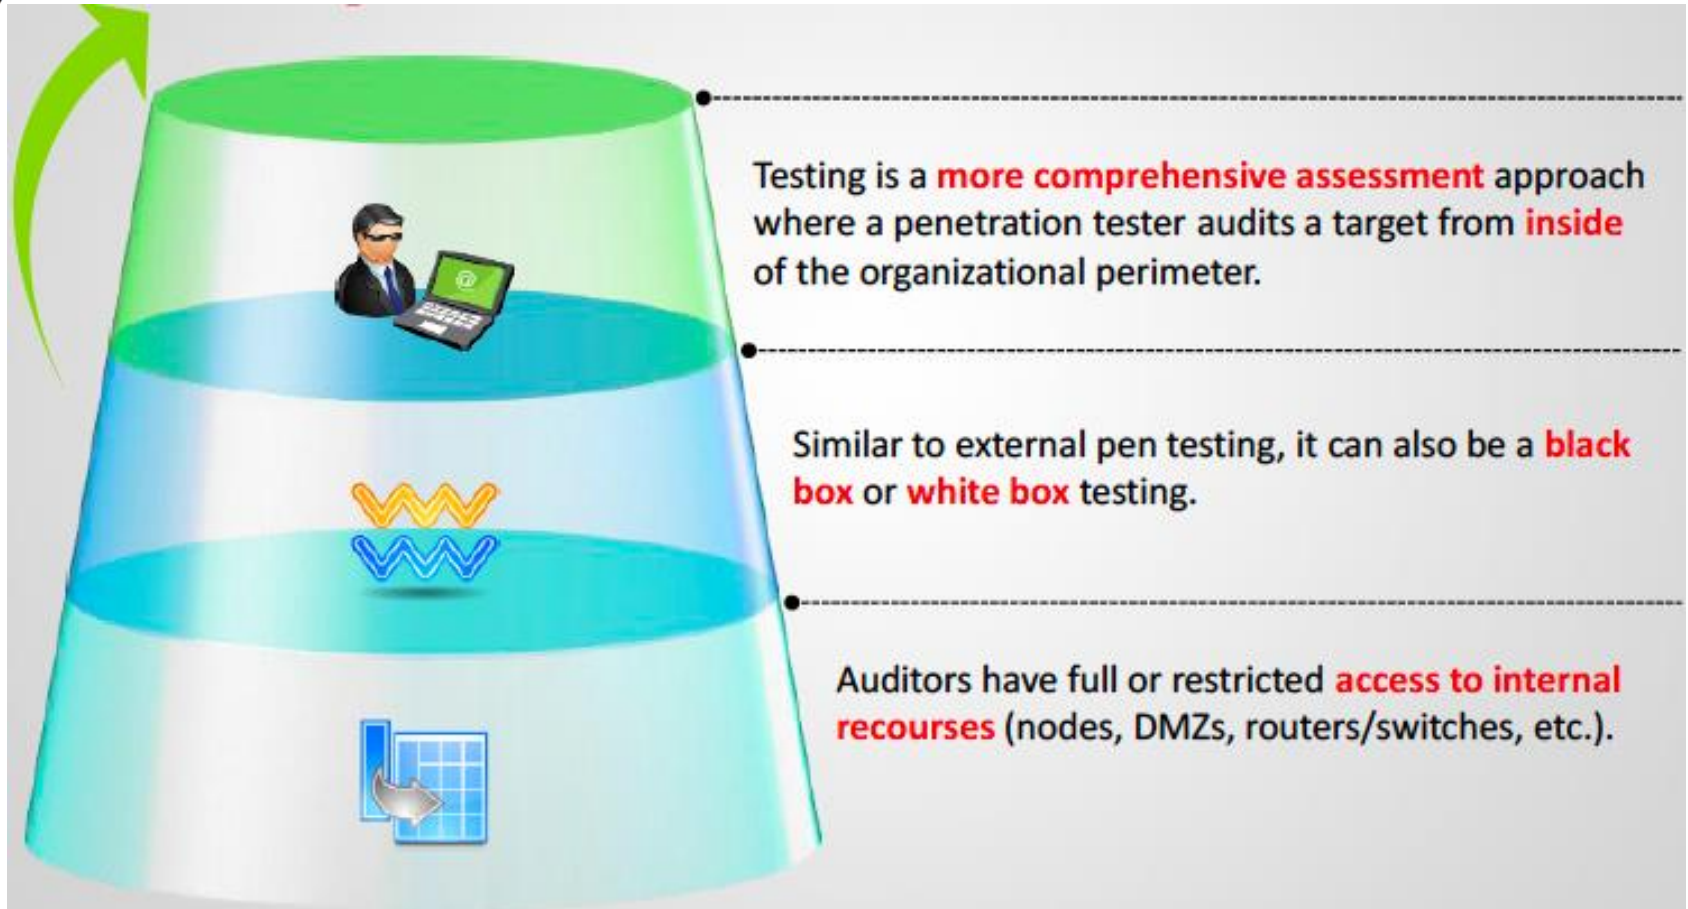 Testing is a more comprehensive assessment approach
where a penetration tester audits a target from inside
of the organizational perimeter.
Similar to external pen testing, it can also be a black
box or white box testing.
Auditors have full or restricted access to internal
recourses (nodes, DMZs, routers/switches, etc.).